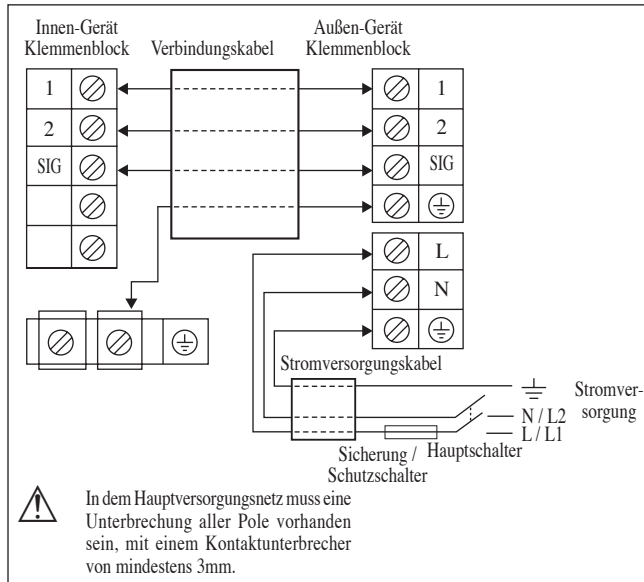 Innen-Gerät
Klemmenblock
Verbindungskabel
Außen-Gerät
Klemmenblock
1
1
2
2
SIG
SIG
L
N
Stromversorgungskabel
Stromver-
sorgung
N / L2
L / L1
Sicherung /
Schutzschalter
Hauptschalter
In dem Hauptversorgungsnetz muss eine
Unterbrechung aller Pole vorhanden
sein, mit einem Kontaktunterbrecher
von mindestens 3mm.